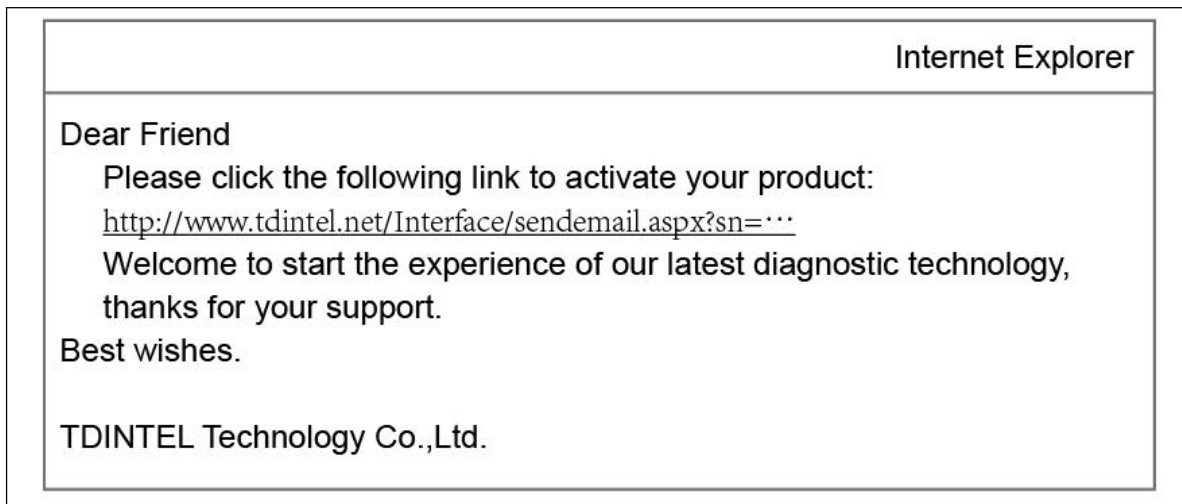 Internet Explorer
Dear Friend
Please click the following link to activate your product:
http://www.tdintel.net/Interface/sendemail.aspx?sn=···
Welcome to start the experience of our latest diagnostic technology,
thanks for your support.
Best wishes.
TDINTEL Technology Co.,Ltd.